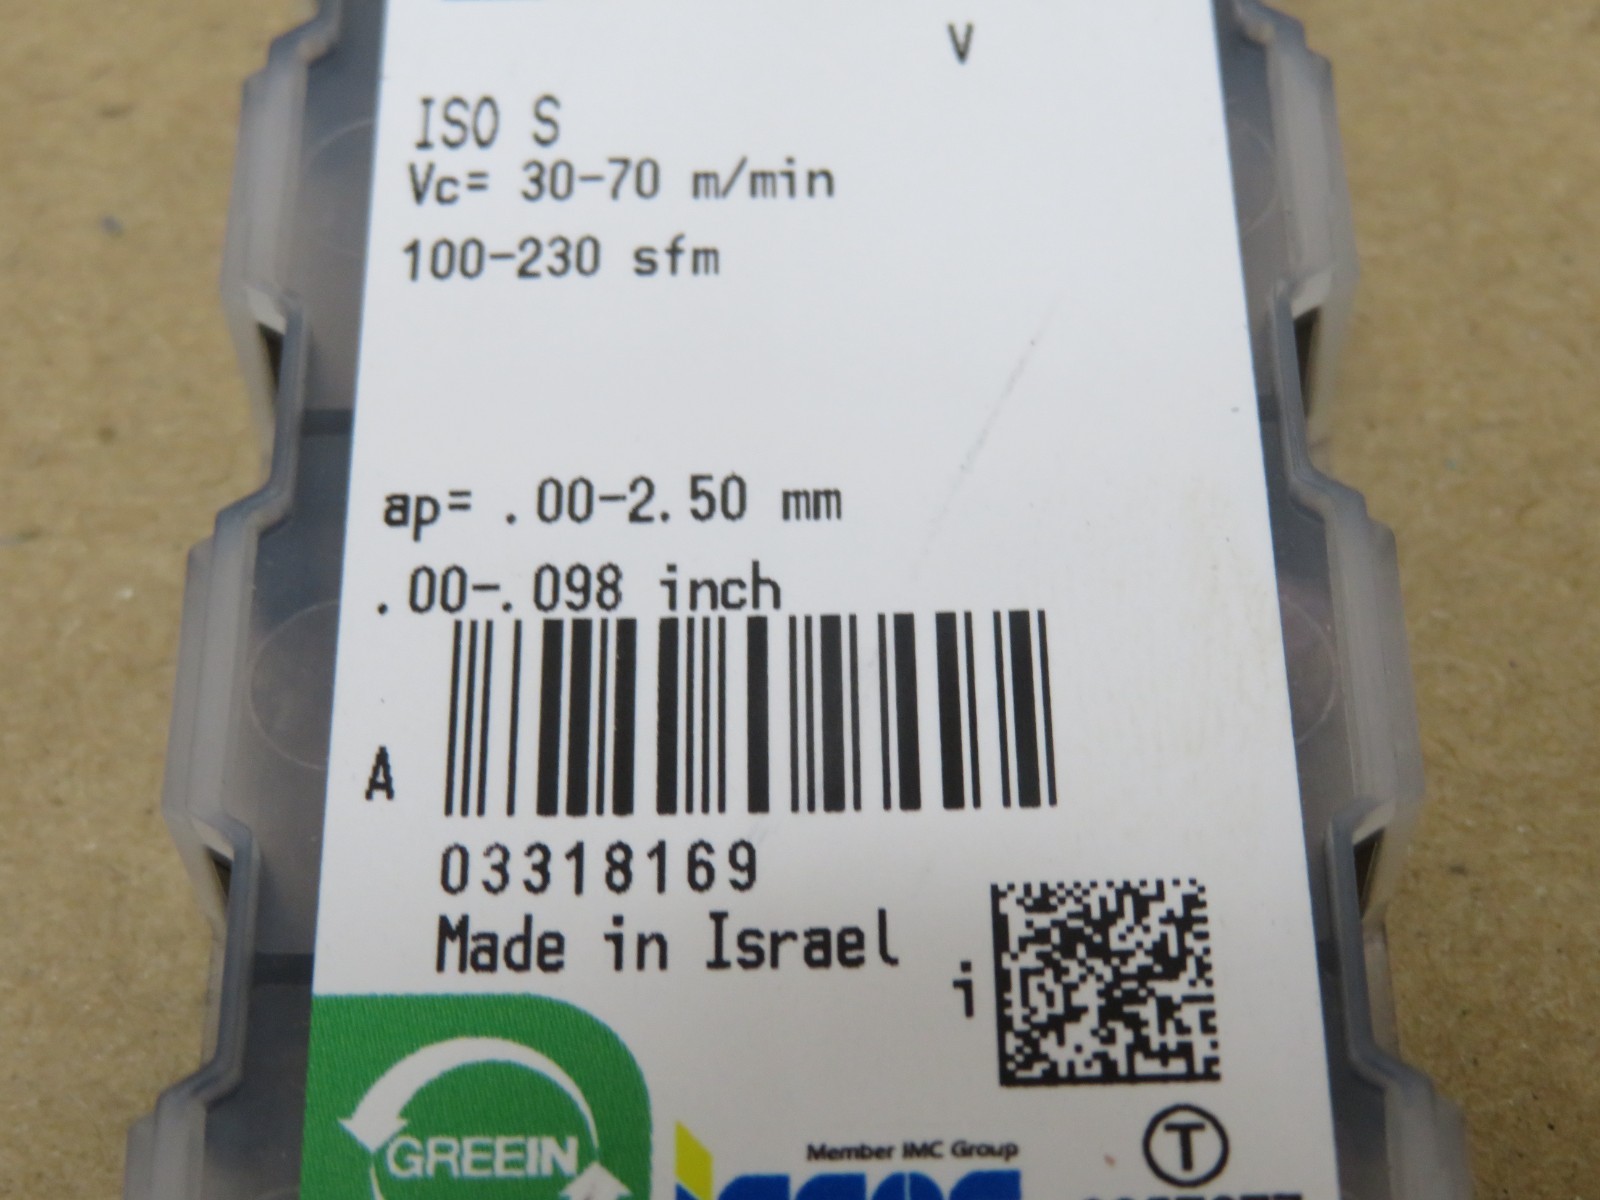 V
ISO S
Vc= 30-70 m/min
100-230 sfm
ap= .00-2.50 mm
.00-.098 inch
A
03318169
Made in Israel
i
GREEIN
Member IMC Group
T